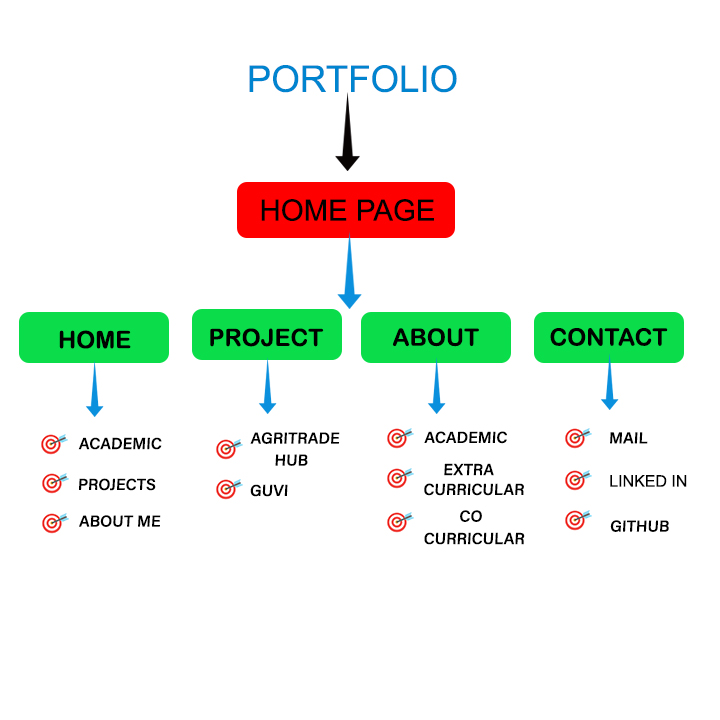 PORTFOLIO
HOME PAGE
HOME
PROJECT
ABOUT
CONTACT
ACADEMIC
PROJECTS
ABOUT ME
AGRITRADE
HUB
GUVI
ACADEMIC
EXTRA
CURRICULAR
CO
CURRICULAR
MAIL
LINKED IN
GITHUB